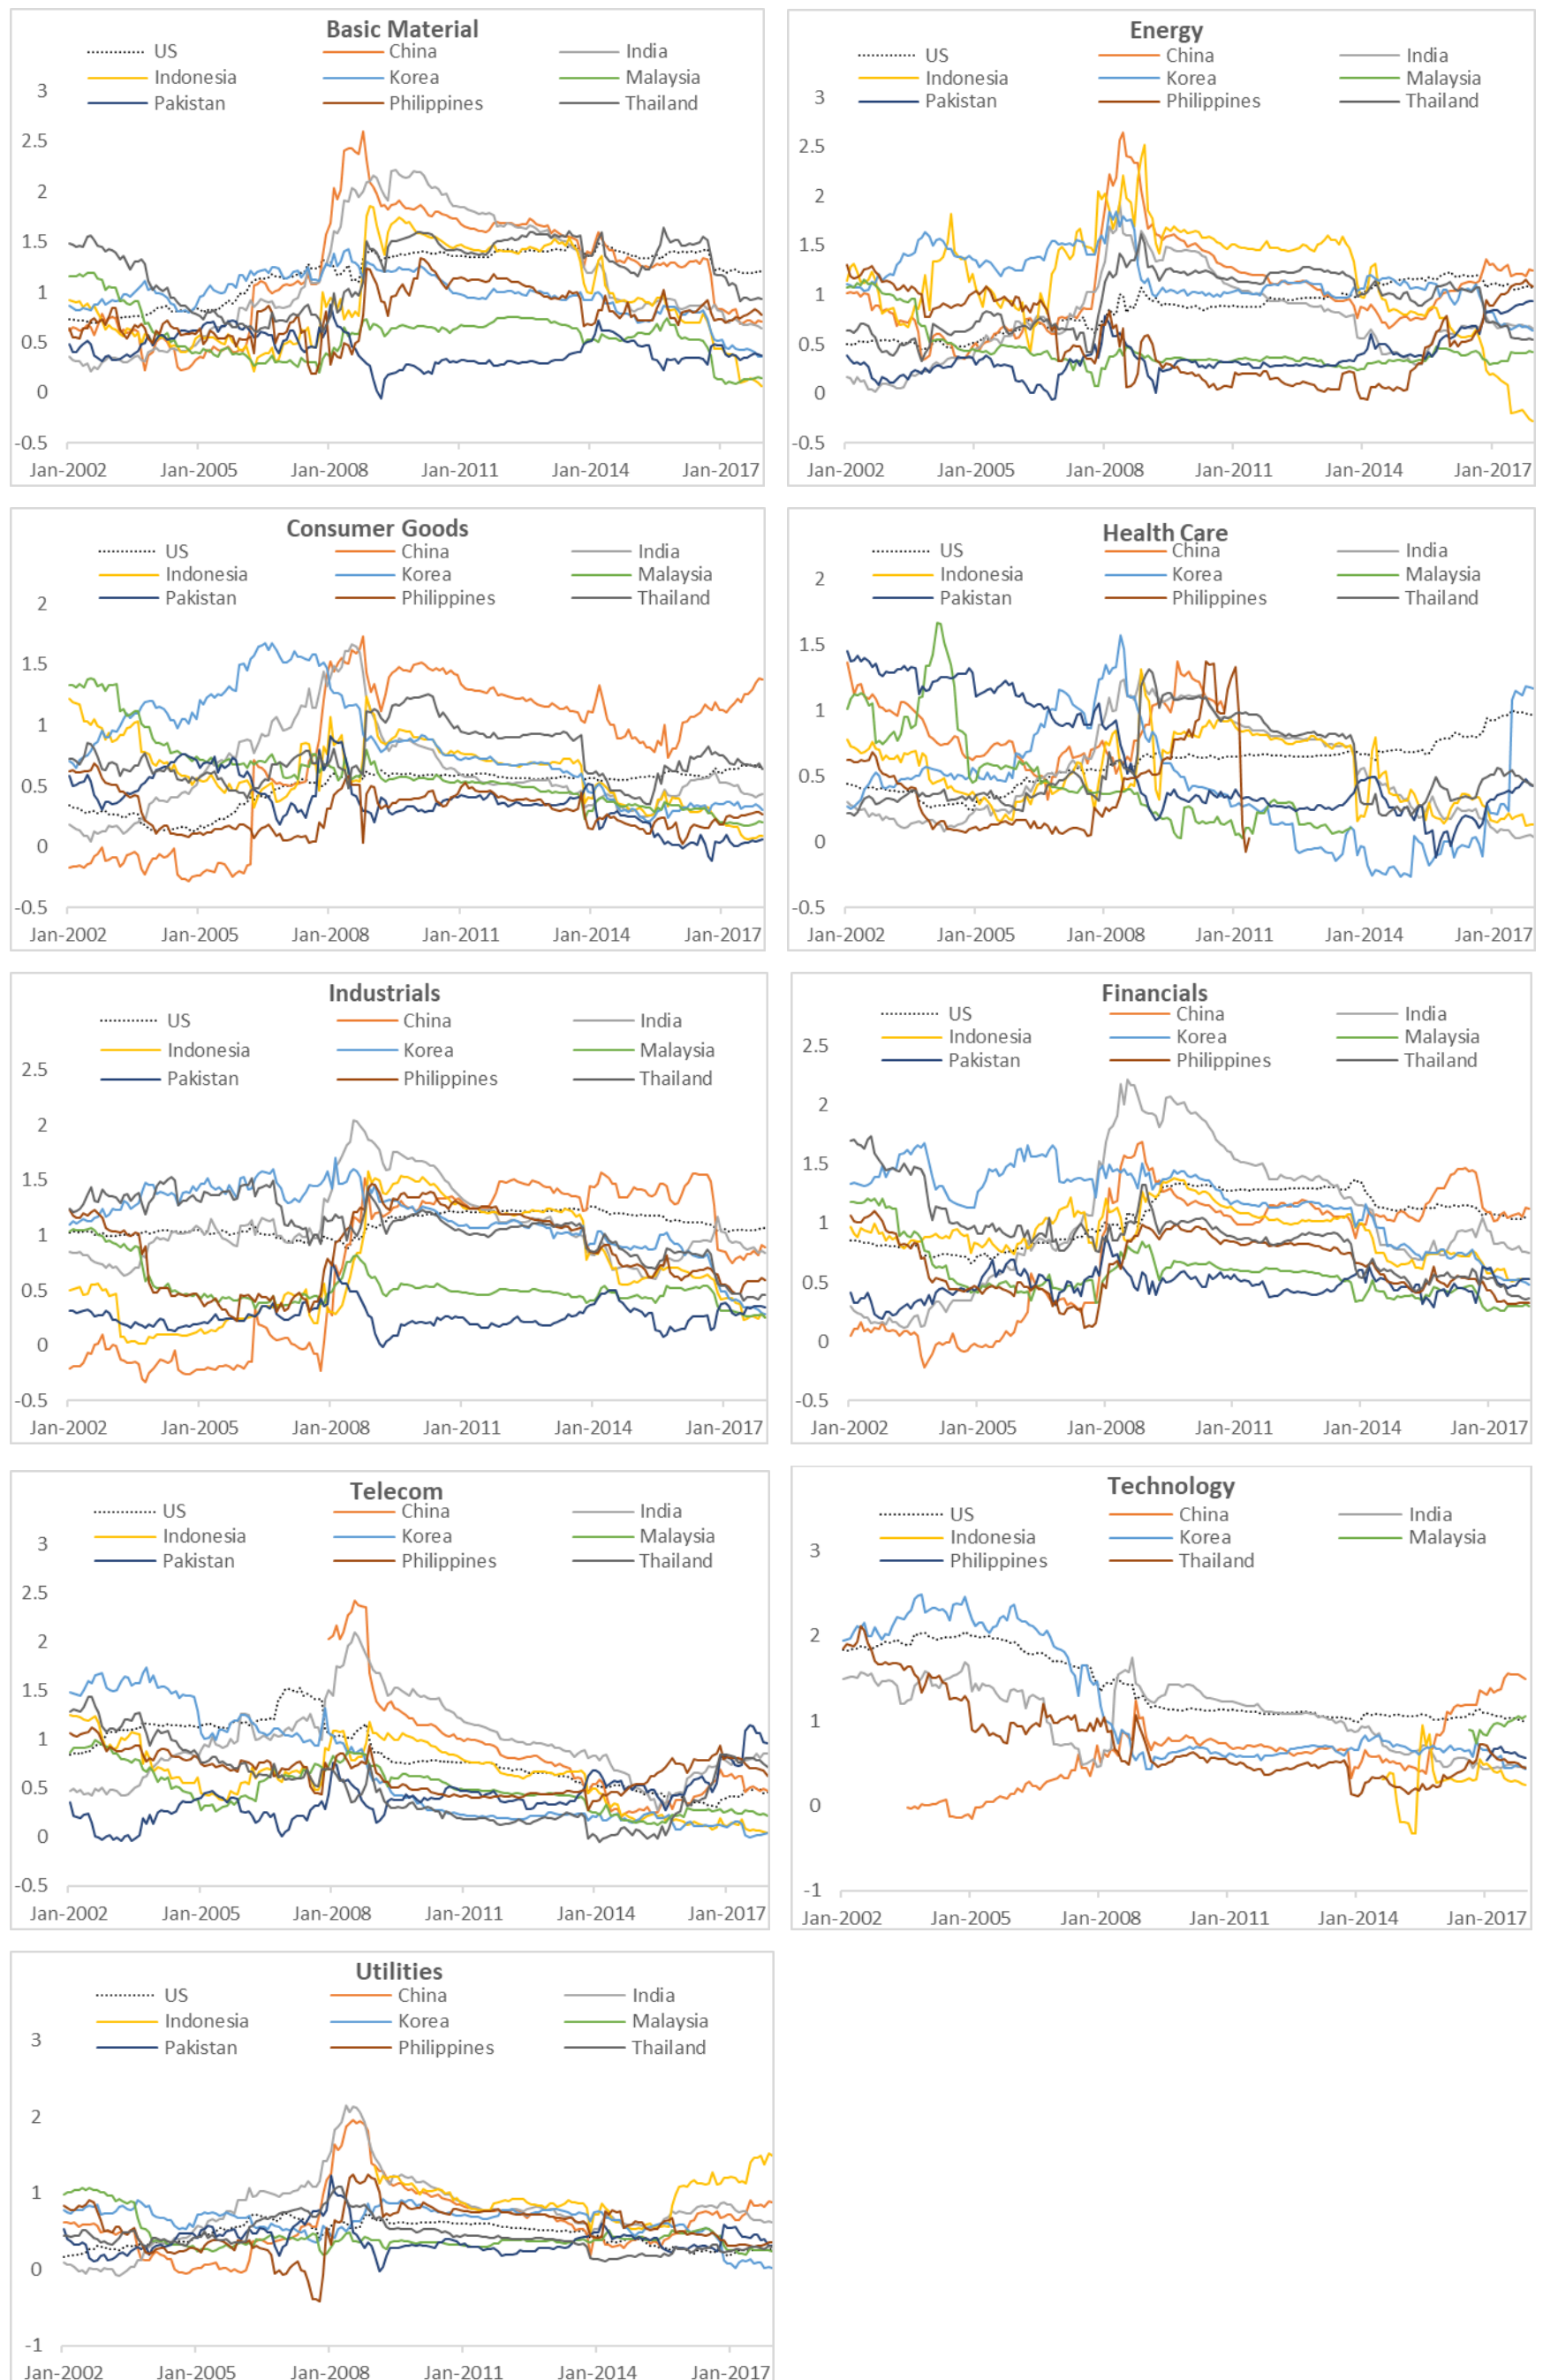 Basic Material
US China India
Indonesia Korea Malaysia
Pakistan Philippines Thailand
3
2.5
2
1.5
1
0.5
0
-0.5
Jan-2002 Jan-2005 Jan-2008 Jan-2011 Jan-2014 Jan-2017
Energy
US China India
Indonesia Korea Malaysia
Pakistan Philippines Thailand
3
2.5
2
1.5
1
0.5
0
-0.5
Jan-2002 Jan-2005 Jan-2008 Jan-2011 Jan-2014 Jan-2017
Consumer Goods
US China India
Indonesia Korea Malaysia
Pakistan Philippines Thailand
2
1.5
1
0.5
0
-0.5
Jan-2002 Jan-2005 Jan-2008 Jan-2011 Jan-2014 Jan-2017
Health Care
US China India
Indonesia Korea Malaysia
Pakistan Philippines Thailand
2
1.5
1
0.5
0
-0.5
Jan-2002 Jan-2005 Jan-2008 Jan-2011 Jan-2014 Jan-2017
Industrials
US China India
Indonesia Korea Malaysia
Pakistan Philippines Thailand
2.5
2
1.5
1
0.5
0
-0.5
Jan-2002 Jan-2005 Jan-2008 Jan-2011 Jan-2014 Jan-2017
Financials
US China India
Indonesia Korea Malaysia
Pakistan Philippines Thailand
2.5
2
1.5
1
0.5
0
-0.5
Jan-2002 Jan-2005 Jan-2008 Jan-2011 Jan-2014 Jan-2017
Telecom
US China India
Indonesia Korea Malaysia
Pakistan Philippines Thailand
3
2.5
2
1.5
1
0.5
0
-0.5
Jan-2002 Jan-2005 Jan-2008 Jan-2011 Jan-2014 Jan-2017
Technology
US China India
Indonesia Korea Malaysia
Philippines Thailand
3
2
1
0
-1
Jan-2002 Jan-2005 Jan-2008 Jan-2011 Jan-2014 Jan-2017
Utilities
US China India
Indonesia Korea Malaysia
Pakistan Philippines Thailand
3
2
1
0
-1
Jan-2002 Jan-2005 Jan-2008 Jan-2011 Jan-2014 Jan-2017